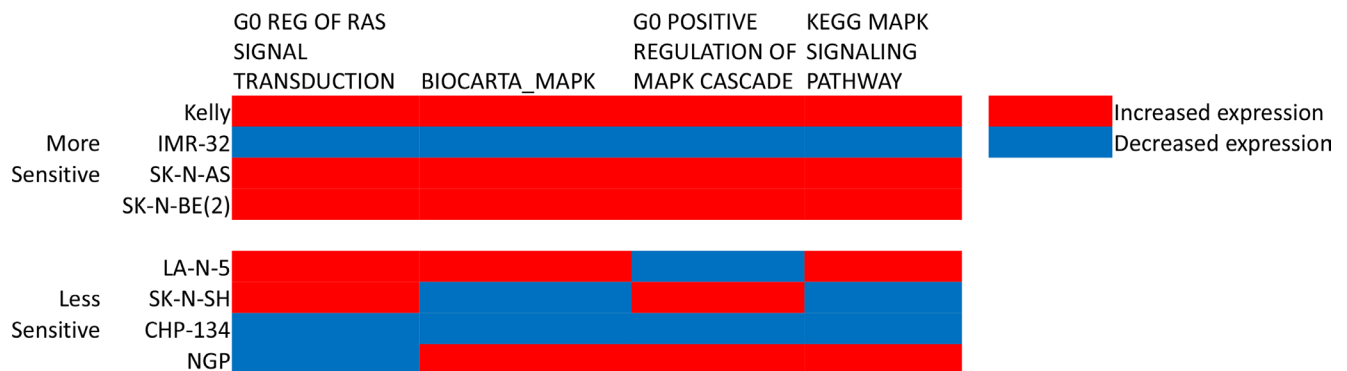 G0 REG OF RAS
SIGNAL
TRANSDUCTION
BIOCARTA_MAPK
G0 POSITIVE
REGULATION OF
MAPK CASCADE
KEGG MAPK
SIGNALING
PATHWAY
More
Sensitive
Kelly
IMR-32
SK-N-AS
SK-N-BE(2)
Less
Sensitive
LA-N-5
SK-N-SH
CHP-134
NGP
Increased expression
Decreased expression